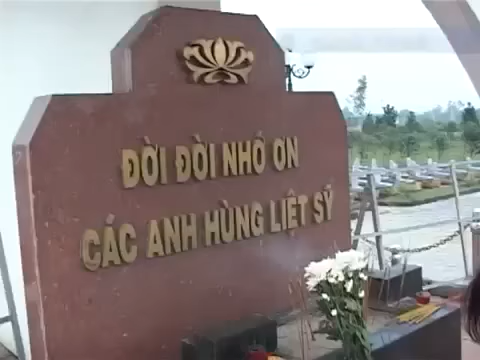 ĐỜI ĐỜI NHỚ ƠN
CÁC ANH HÙNG LIỆT SỸ